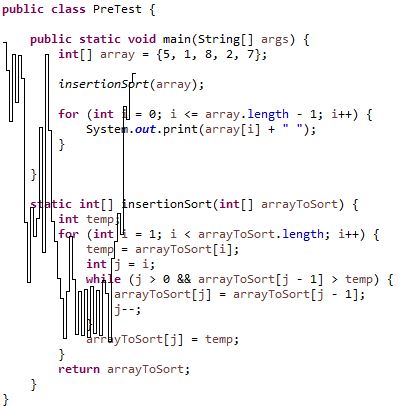 public class PreTest {
public static void main(String[] args) {
int[] array = {5, 1, 8, 2, 7};
insertionSort(array);
for (int i = 0; i <= array.length - 1; i++) {
System.out.print(array[i] + " ");
}
}
static int[] insertionSort(int[] arrayToSort) {
int temp;
for (int i = 1; i < arrayToSort.length; i++) {
temp = arrayToSort[i];
int j = i;
while (j > 0 && arrayToSort[j - 1] > temp) {
arrayToSort[j] = arrayToSort[j - 1];
j--;
}
arrayToSort[j] = temp;
}
return arrayToSort;
}
}